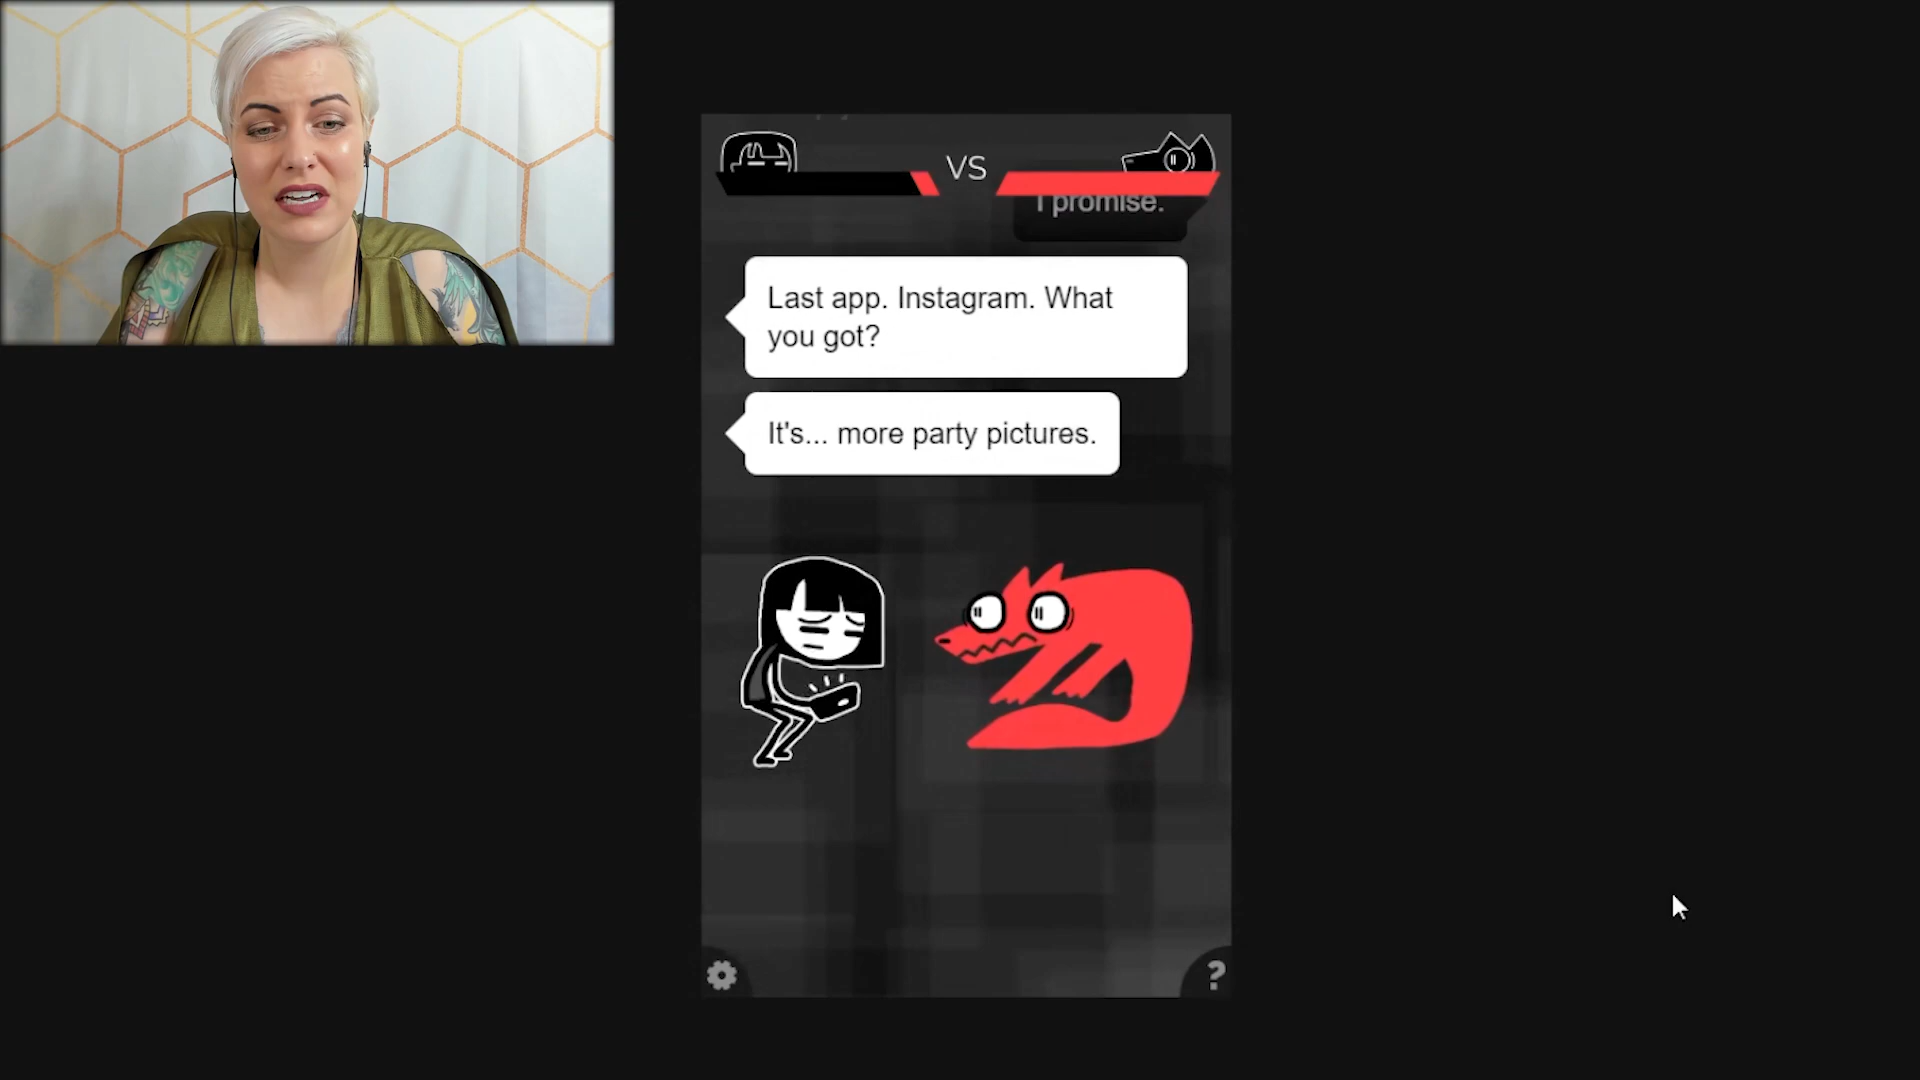 VS
I promise.
Last app. Instagram. What
you got?
It's... more party pictures.
?